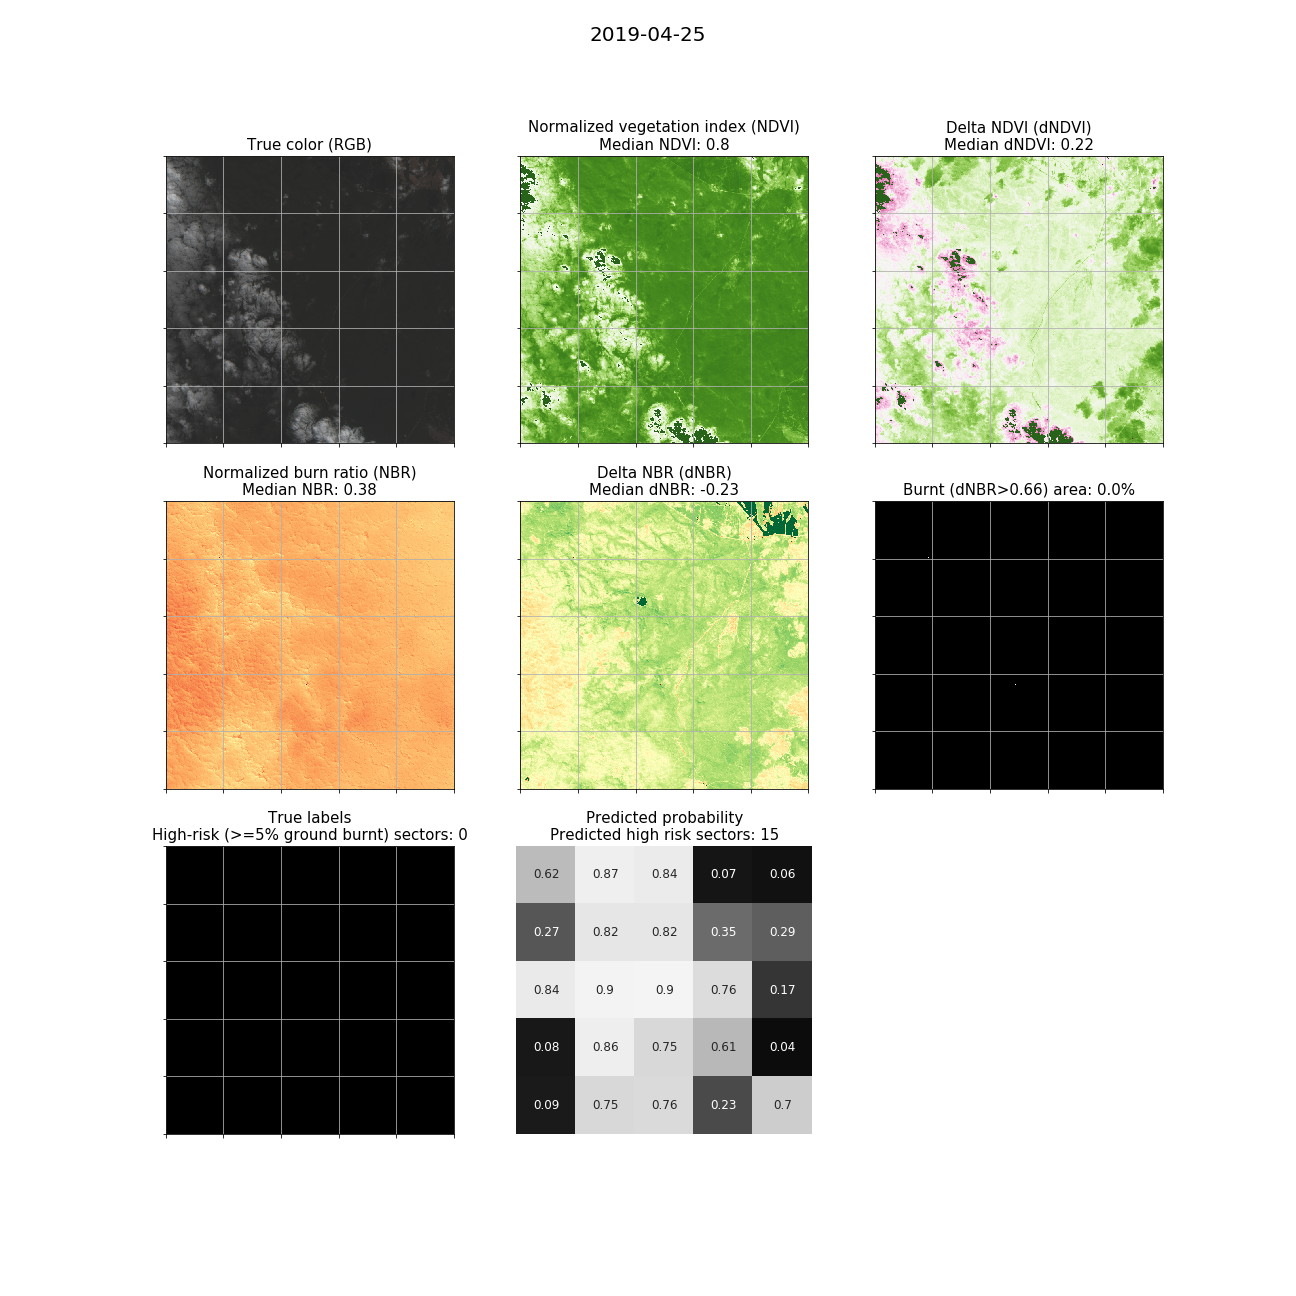 2019-04-25
True color (RGB)
Normalized vegetation index (NDVI)
Median NDVI: 0.8
Delta NDVI (dNDVI)
Median dNDVI: 0.22
Normalized burn ratio (NBR)
Median NBR: 0.38
Delta NBR (dNBR)
Median dNBR: -0.23
Burnt (dNBR>0.66) area: 0.0%
True labels
High-risk (>=5% ground burnt) sectors: 0
Predicted probability
Predicted high risk sectors: 15
0.62 0.87 0.84 0.07 0.06
0.27 0.82 0.82 0.35 0.29
0.84 0.9 0.9 0.76 0.17
0.08 0.86 0.75 0.61 0.04
0.09 0.75 0.76 0.23 0.7